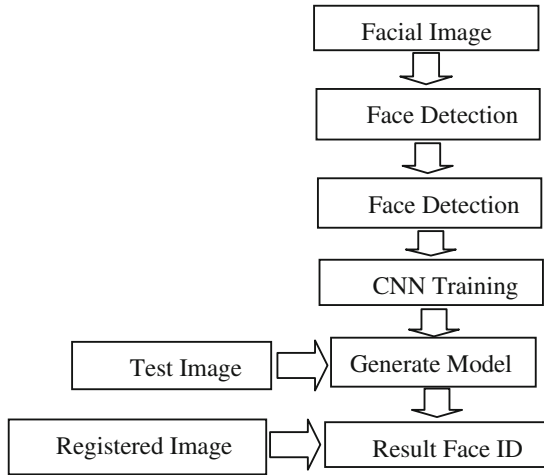 Facial Image
Face Detection
Face Detection
CNN Training
Test Image
Generate Model
Registered Image
Result Face ID